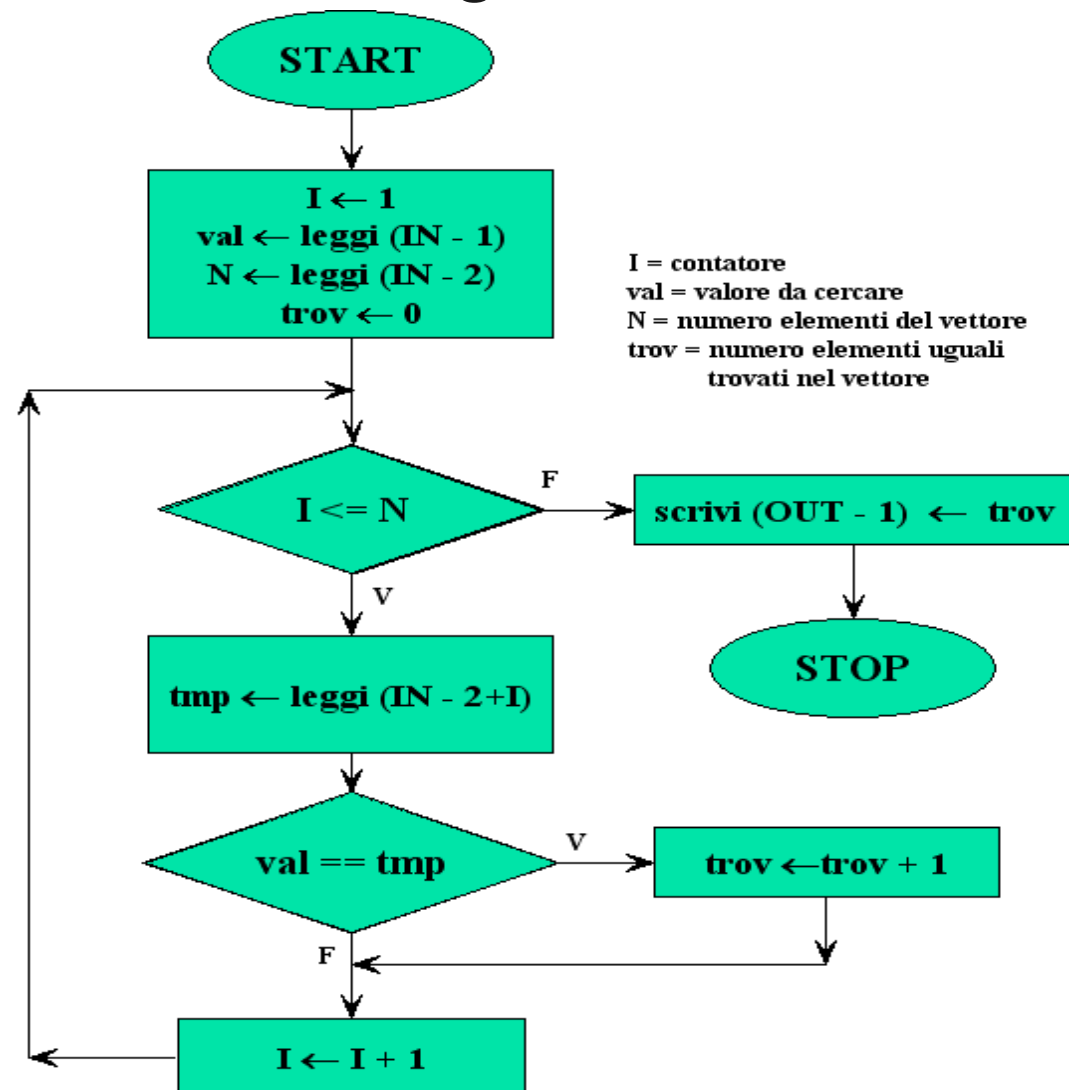 START
I ← 1
val ← leggi (IN - 1)
N ← leggi (IN - 2)
trov ← 0
I = contatore
val = valore da cercare
N = numero elementi del vettore
trov = numero elementi uguali
trovati nel vettore
I <= N
F
scrivi (OUT - 1) ← trov
V
STOP
tmp ← leggi (IN - 2+I)
val == tmp
V
trov ←trov + 1
F
I ← I + 1